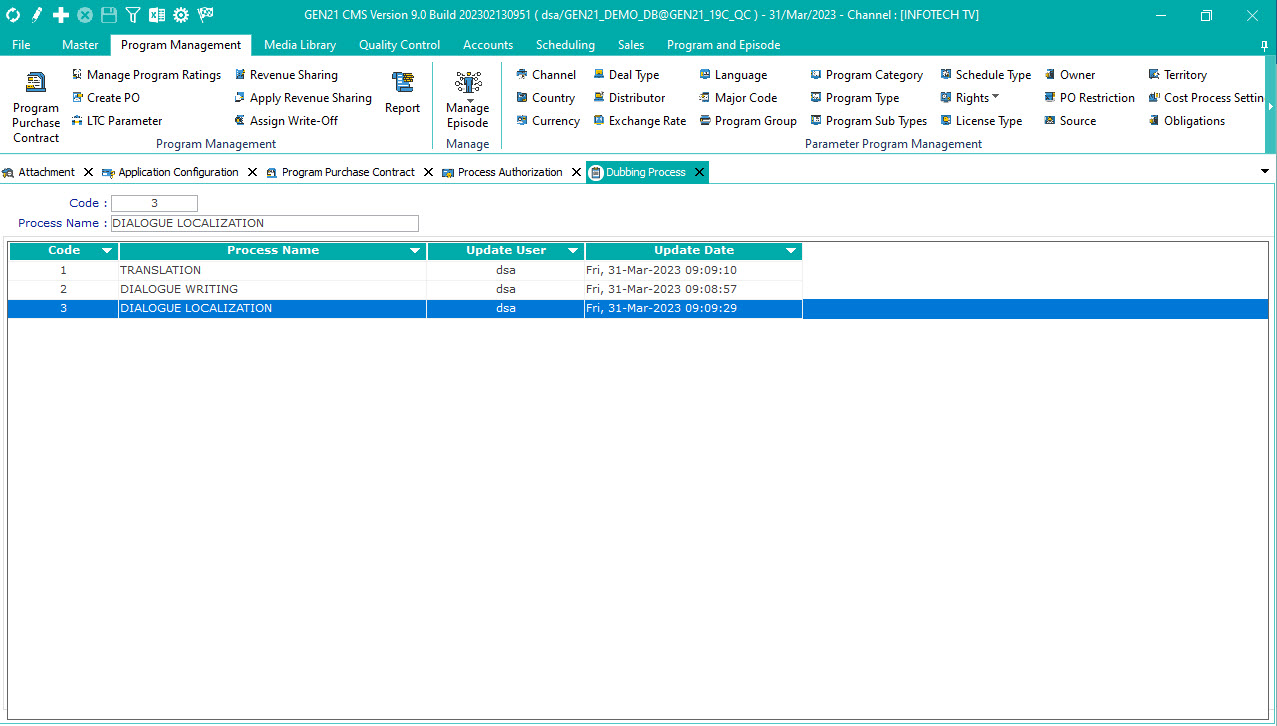 GEN21 CMS Version 9.0 Build 202302130951 ( dsa/GEN21_DEMO_DB@GEN21_19C_QC ) - 31/Mar/2023 - Channel : [INFOTECH TV]
File Master Program Management Media Library Quality Control Accounts Scheduling Sales Program and Episode
Program Purchase Contract
Manage Program Ratings
Create PO
LTC Parameter
Revenue Sharing
Apply Revenue Sharing
Assign Write-Off
Report
Program Management
Manage Episode
Manage
Channel
Country
Currency
Deal Type
Distributor
Exchange Rate
Language
Major Code
Program Group
Program Category
Program Type
Program Sub Types
Schedule Type
Rights
License Type
Owner
PO Restriction
Source
Territory
Cost Process Settin
Obligations
Parameter Program Management
Attachment Application Configuration Program Purchase Contract Process Authorization Dubbing Process
Code : 3
Process Name : DIALOGUE LOCALIZATION
Code Process Name Update User Update Date
1 TRANSLATION dsa Fri, 31-Mar-2023 09:09:10
2 DIALOGUE WRITING dsa Fri, 31-Mar-2023 09:08:57
3 DIALOGUE LOCALIZATION dsa Fri, 31-Mar-2023 09:09:29